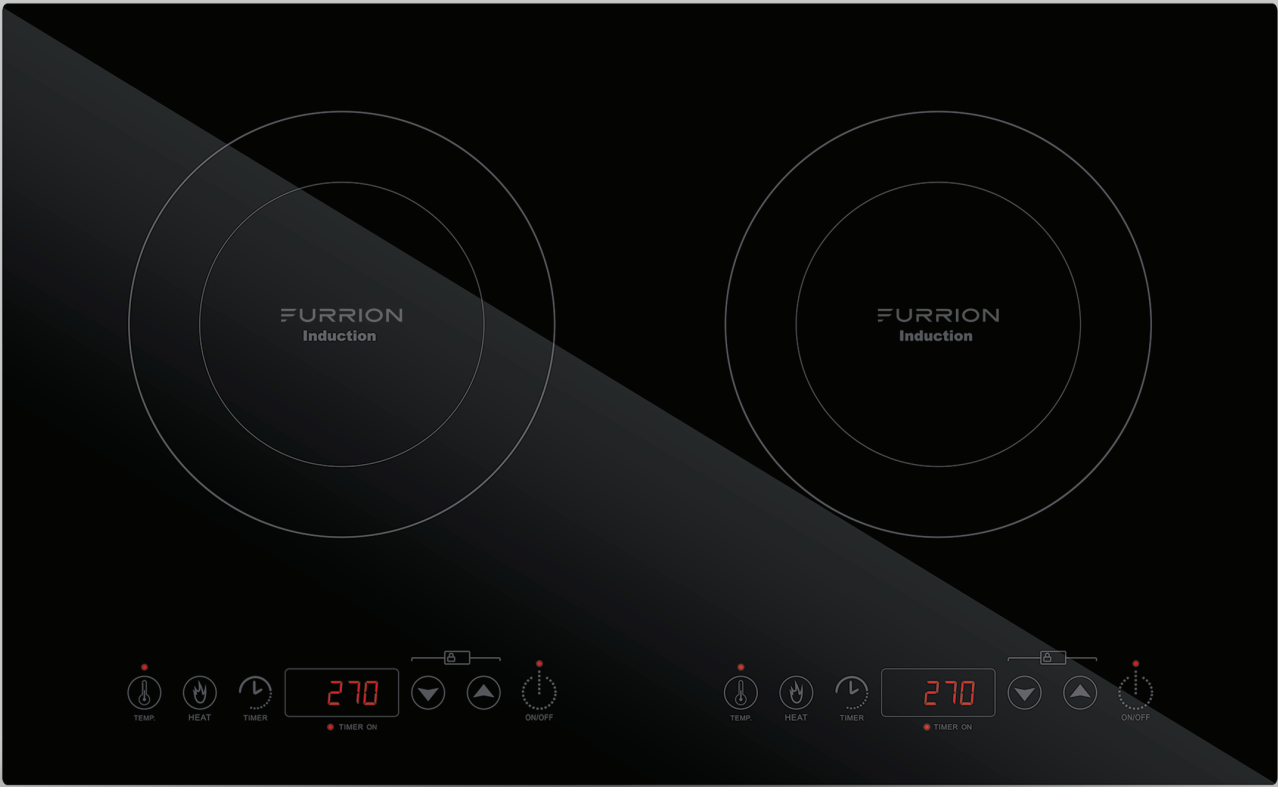 FURRION
Induction
FURRION
Induction
270
TEMP.
HEAT
TIMER
TIMER ON
ON/OFF
270
TEMP.
HEAT
TIMER
TIMER ON
ON/OFF